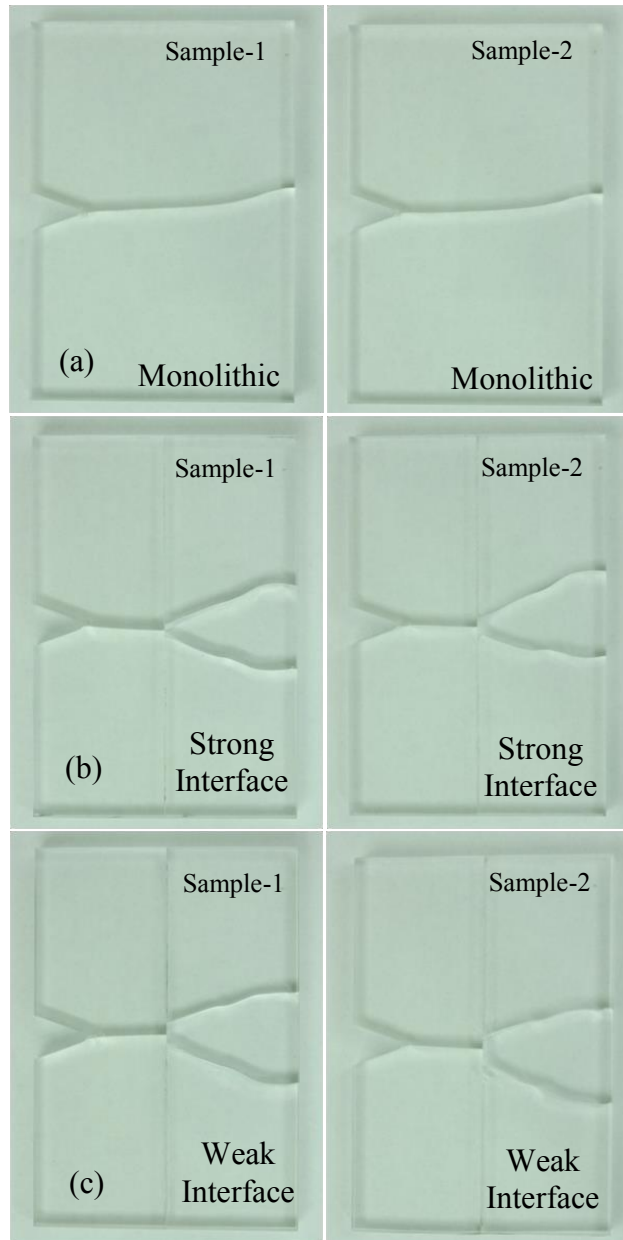 Sample-1
Sample-2
(a)
Monolithic
Monolithic
Sample-1
Sample-2
(b)
Strong
Interface
Strong
Interface
Sample-1
Sample-2
(c)
Weak
Interface
Weak
Interface